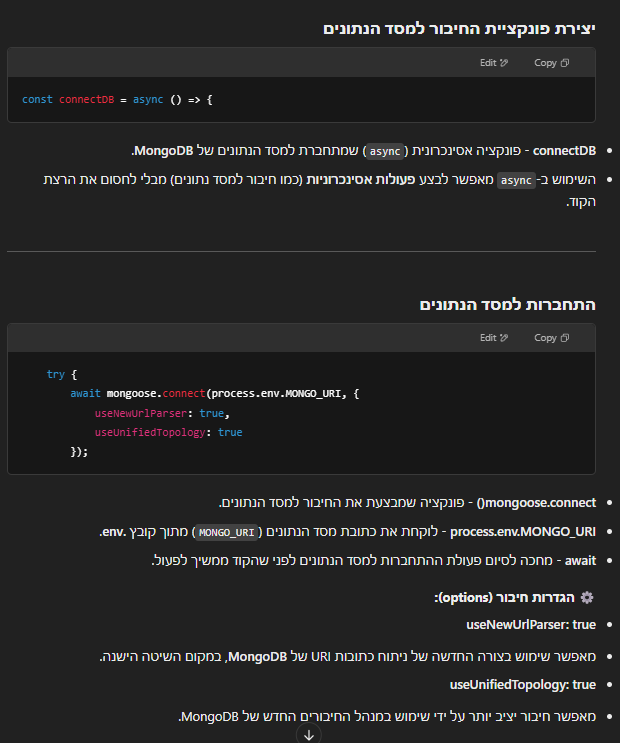 יצירת פונקציית החיבור למסד הנתונים
Edit Copy
const connectDB = async () => {
connectDB - פונקציה אסינכרונית (async) שמתחברת למסד הנתונים של MongoDB.
השימוש ב-async מאפשר לבצע פעולות אסינכרוניות (כמו חיבור למסד נתונים) מבלי לחסום את הרצת
הקוד.
התחברות למסד הנתונים
Edit Copy
try {
await mongoose.connect(process.env.MONGO_URI, {
useNewUrlParser: true,
useUnifiedTopology: true
});
mongoose.connect() - פונקציה שמבצעת את החיבור למסד הנתונים.
process.env.MONGO_URI - לוקחת את כתובת מסד הנתונים (MONGO_URI) מתוך קובץ .env.
await - מחכה לסיום פעולת ההתחברות למסד הנתונים לפני שהקוד ממשיך לפעול.
⚙️ הגדרות חיבור (options):
useNewUrlParser: true
מאפשר שימוש בצורה החדשה של ניתוח כתובות URI של MongoDB, במקום השיטה הישנה.
useUnifiedTopology: true
מאפשר חיבור יציב יותר על ידי שימוש במנהל החיבורים החדש של MongoDB.